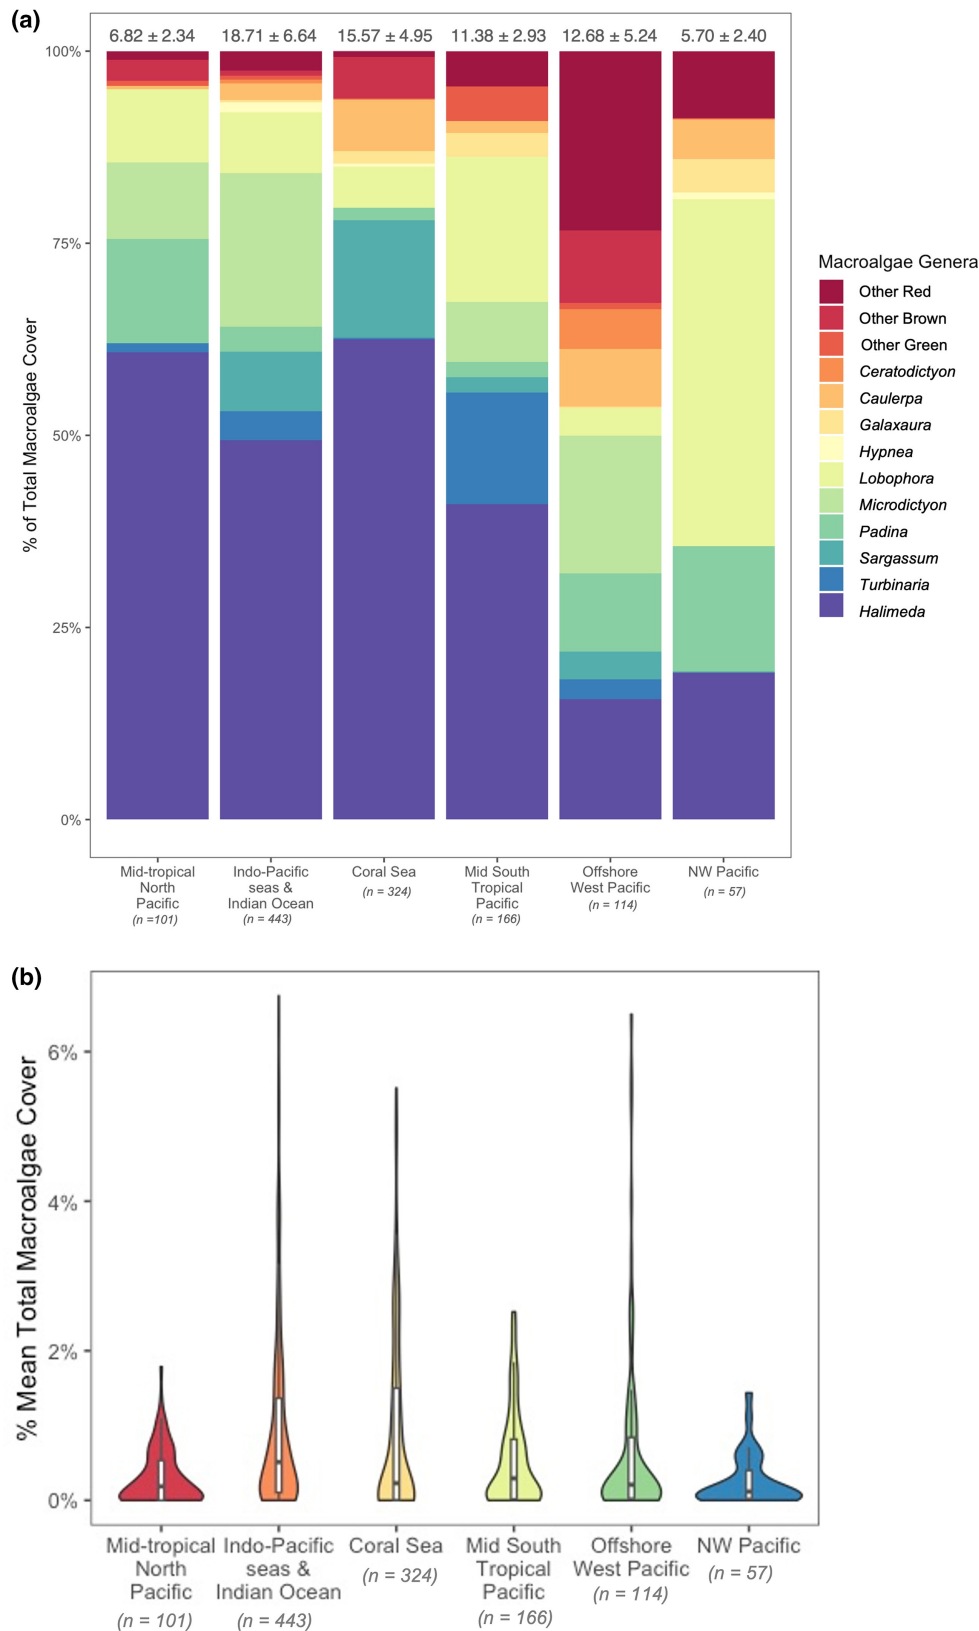 (a)
6.82 ± 2.34 18.71 ± 6.64 15.57 ± 4.95 11.38 ± 2.93 12.68 ± 5.24 5.70 ± 2.40
100%
75%
50%
25%
0%
% of Total Macroalgae Cover
Mid-tropical
North
Pacific
(n =101)
Indo-Pacific
seas &
Indian Ocean
(n = 443)
Coral Sea
(n = 324)
Mid South
Tropical
Pacific
(n = 166)
Offshore
West Pacific
(n = 114)
NW Pacific
(n = 57)
Macroalgae Genera
Other Red
Other Brown
Other Green
Ceratodictyon
Caulerpa
Galaxaura
Hypnea
Lobophora
Microdictyon
Padina
Sargassum
Turbinaria
Halimeda
(b)
% Mean Total Macroalgae Cover
6%
4%
2%
0%
Mid-tropical
North
Pacific
(n = 101)
Indo-Pacific
seas &
Indian Ocean
(n = 443)
Coral Sea
(n = 324)
Mid South
Tropical
Pacific
(n = 166)
Offshore
West Pacific
(n = 114)
NW Pacific
(n = 57)